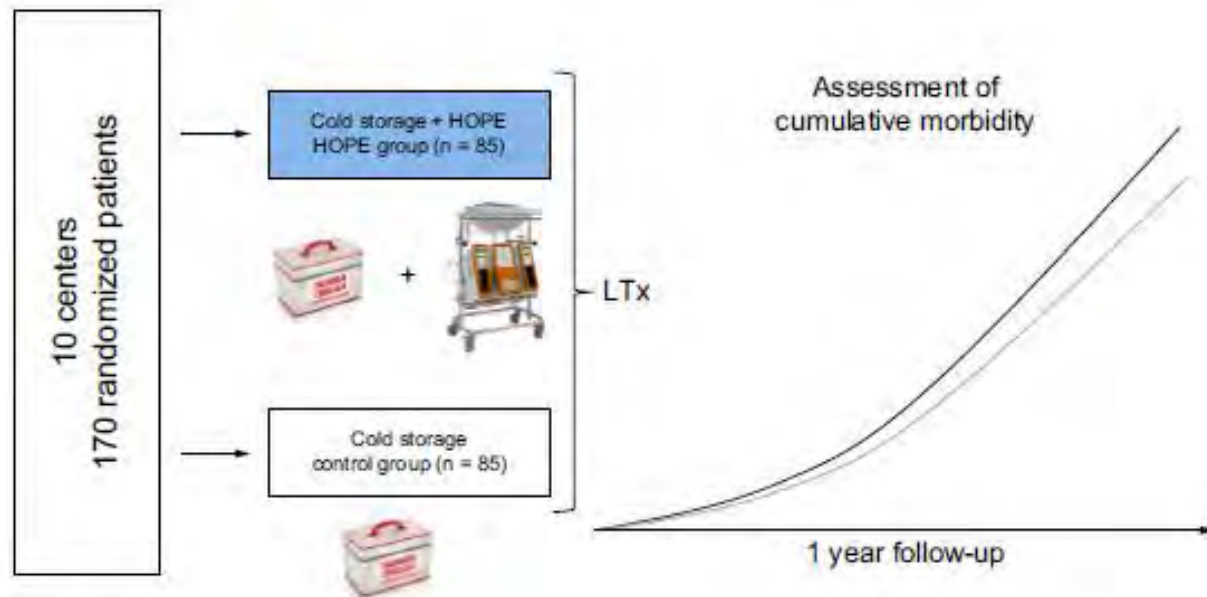 10 centers
170 randomized patients
Cold storage + HOPE
HOPE group (n = 85)
+
Cold storage
control group (n = 85)
LTx
Assessment of
cumulative morbidity
1 year follow-up